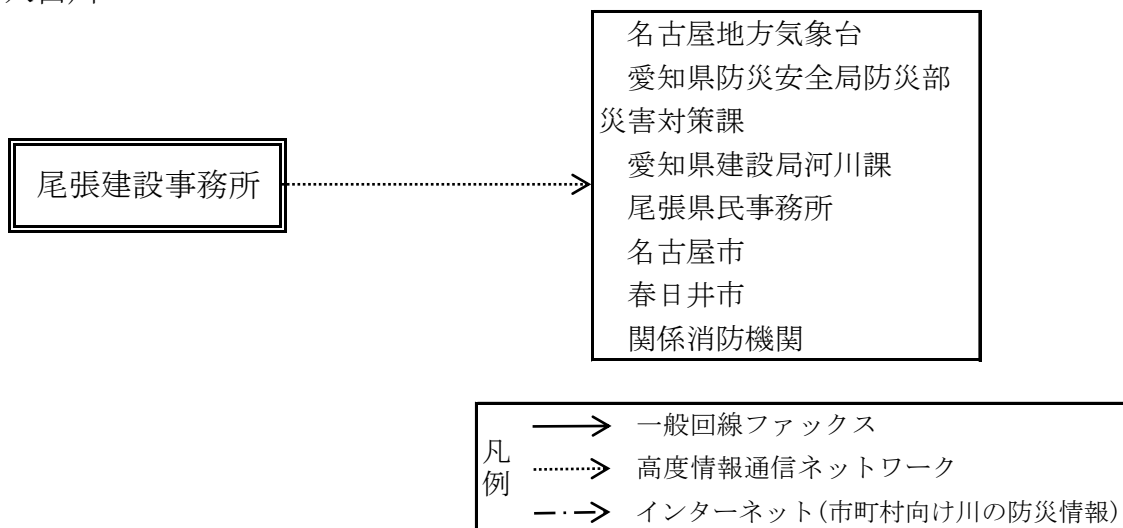 名古屋地方気象台
愛知県防災安全局防災部
災害対策課
愛知県建設局河川課
尾張県民事務所
名古屋市
春日井市
関係消防機関
尾張建設事務所
凡例
一般回線ファックス
高度情報通信ネットワーク
インターネット(市町村向け川の防災情報)